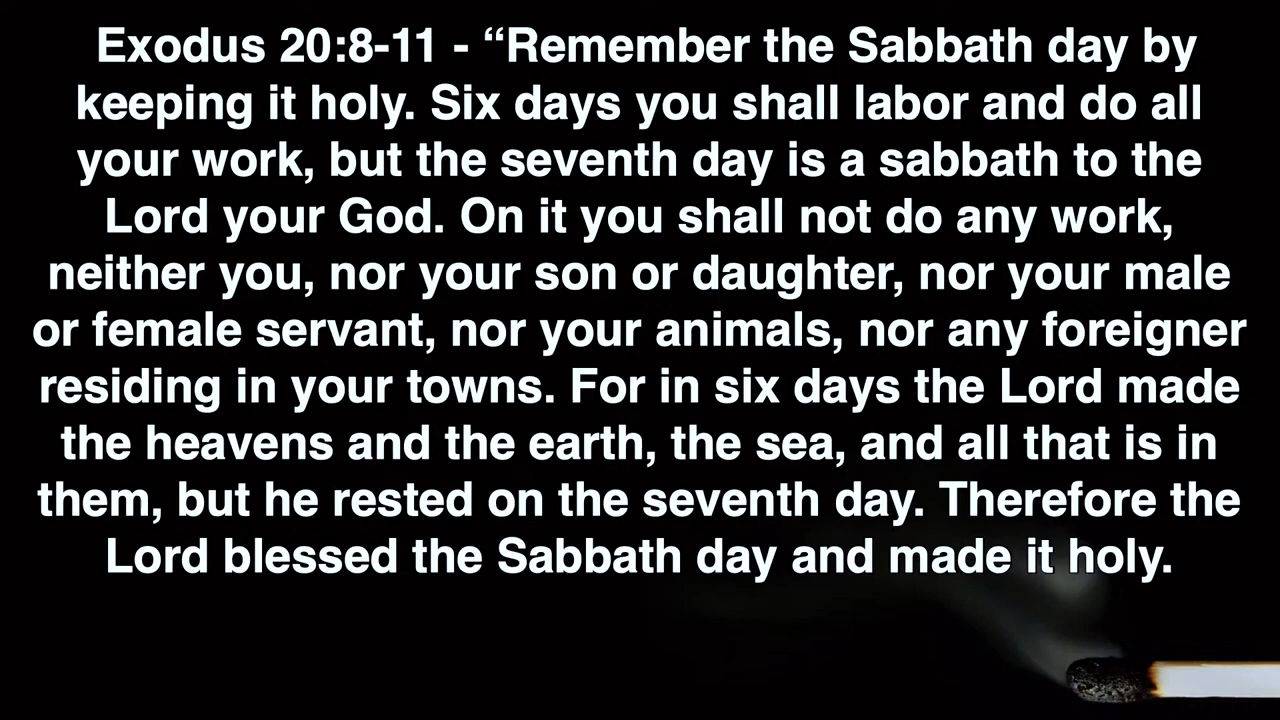 Exodus 20:8-11 - “Remember the Sabbath day by
keeping it holy. Six days you shall labor and do all
your work, but the seventh day is a sabbath to the
Lord your God. On it you shall not do any work,
neither you, nor your son or daughter, nor your male
or female servant, nor your animals, nor any foreigner
residing in your towns. For in six days the Lord made
the heavens and the earth, the sea, and all that is in
them, but he rested on the seventh day. Therefore the
Lord blessed the Sabbath day and made it holy.